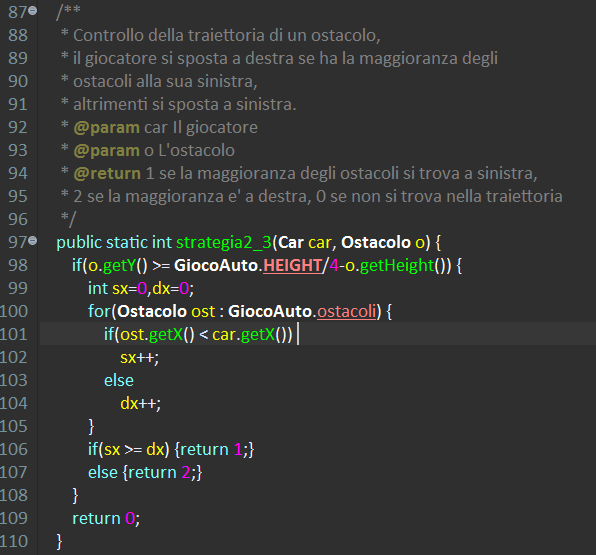 87 /**
88 * Controllo della traiettoria di un ostacolo,
89 * il giocatore si sposta a destra se ha la maggioranza degli
90 * ostacoli alla sua sinistra,
91 * altrimenti si sposta a sinistra.
92 * @param car Il giocatore
93 * @param o L'ostacolo
94 * @return 1 se la maggioranza degli ostacoli si trova a sinistra,
95 * 2 se la maggioranza e' a destra, 0 se non si trova nella traiettoria
96 */
97 public static int strategia2_3(Car car, Ostacolo o) {
98 if(o.getY() >= GiocoAuto.HEIGHT/4-o.getHeight()) {
99 int sx=0,dx=0;
100 for(Ostacolo ost : GiocoAuto.ostacoli) {
101 if(ost.getX() < car.getX())
102 sx++;
103 else
104 dx++;
105 }
106 if(sx >= dx) {return 1;}
107 else {return 2;}
108 }
109 return 0;
110 }